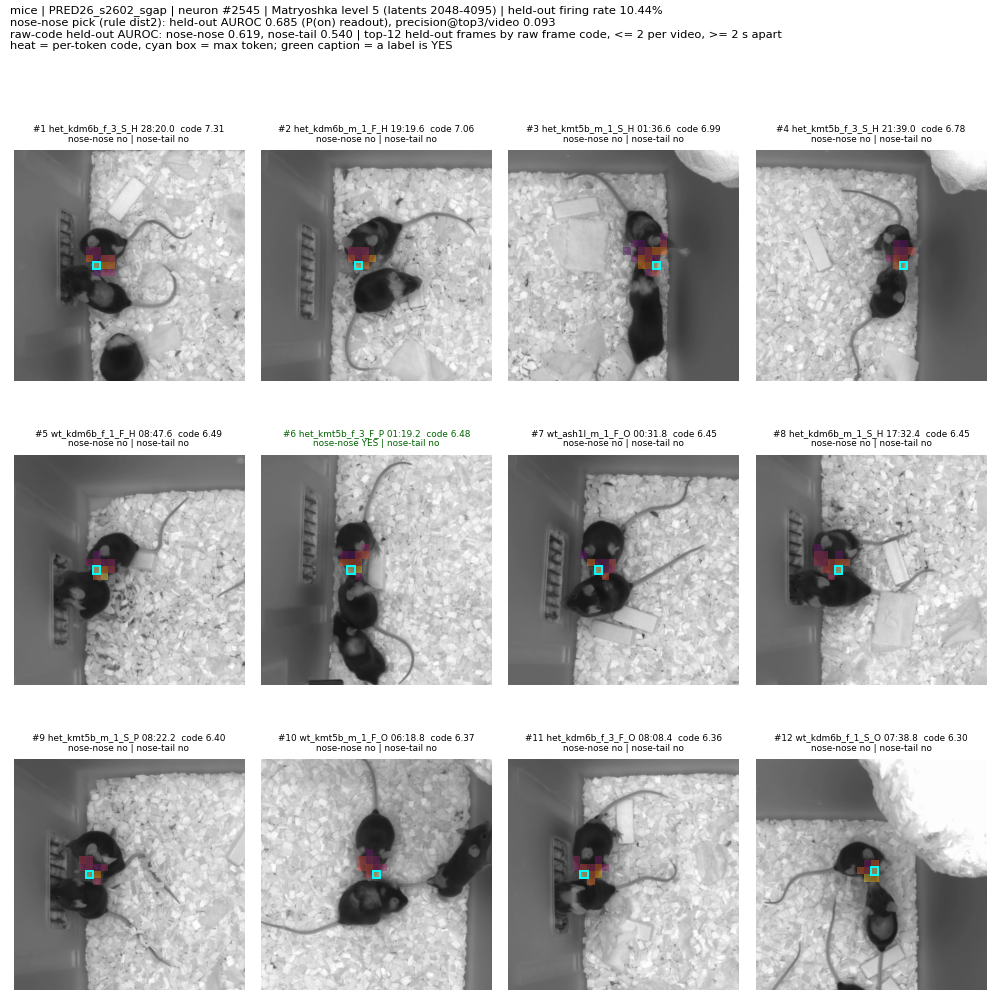 mice | PRED26_s2602_sgap | neuron #2545 | Matryoshka level 5 (latents 2048-4095) | held-out firing rate 10.44%
nose-nose pick (rule dist2): held-out AUROC 0.685 (P(on) readout), precision@top3/video 0.093
raw-code held-out AUROC: nose-nose 0.619, nose-tail 0.540 | top-12 held-out frames by raw frame code, <= 2 per video, >= 2 s apart
heat = per-token code, cyan box = max token; green caption = a label is YES
#1 het_kdm6b_f_3_S_H 28:20.0  code 7.31
nose-nose no | nose-tail no
#2 het_kdm6b_m_1_F_H 19:19.6  code 7.06
nose-nose no | nose-tail no
#3 het_kmt5b_m_1_S_H 01:36.6  code 6.99
nose-nose no | nose-tail no
#4 het_kmt5b_f_3_S_H 21:39.0  code 6.78
nose-nose no | nose-tail no
#5 wt_kdm6b_f_1_F_H 08:47.6  code 6.49
nose-nose no | nose-tail no
#6 het_kmt5b_f_3_F_P 01:19.2  code 6.48
nose-nose YES | nose-tail no
#7 wt_ash1l_m_1_F_O 00:31.8  code 6.45
nose-nose no | nose-tail no
#8 het_kdm6b_m_1_S_H 17:32.4  code 6.45
nose-nose no | nose-tail no
#9 het_kmt5b_m_1_S_P 08:22.2  code 6.40
nose-nose no | nose-tail no
#10 wt_kmt5b_m_1_F_O 06:18.8  code 6.37
nose-nose no | nose-tail no
#11 het_kdm6b_f_3_F_O 08:08.4  code 6.36
nose-nose no | nose-tail no
#12 wt_kdm6b_f_1_S_O 07:38.8  code 6.30
nose-nose no | nose-tail no